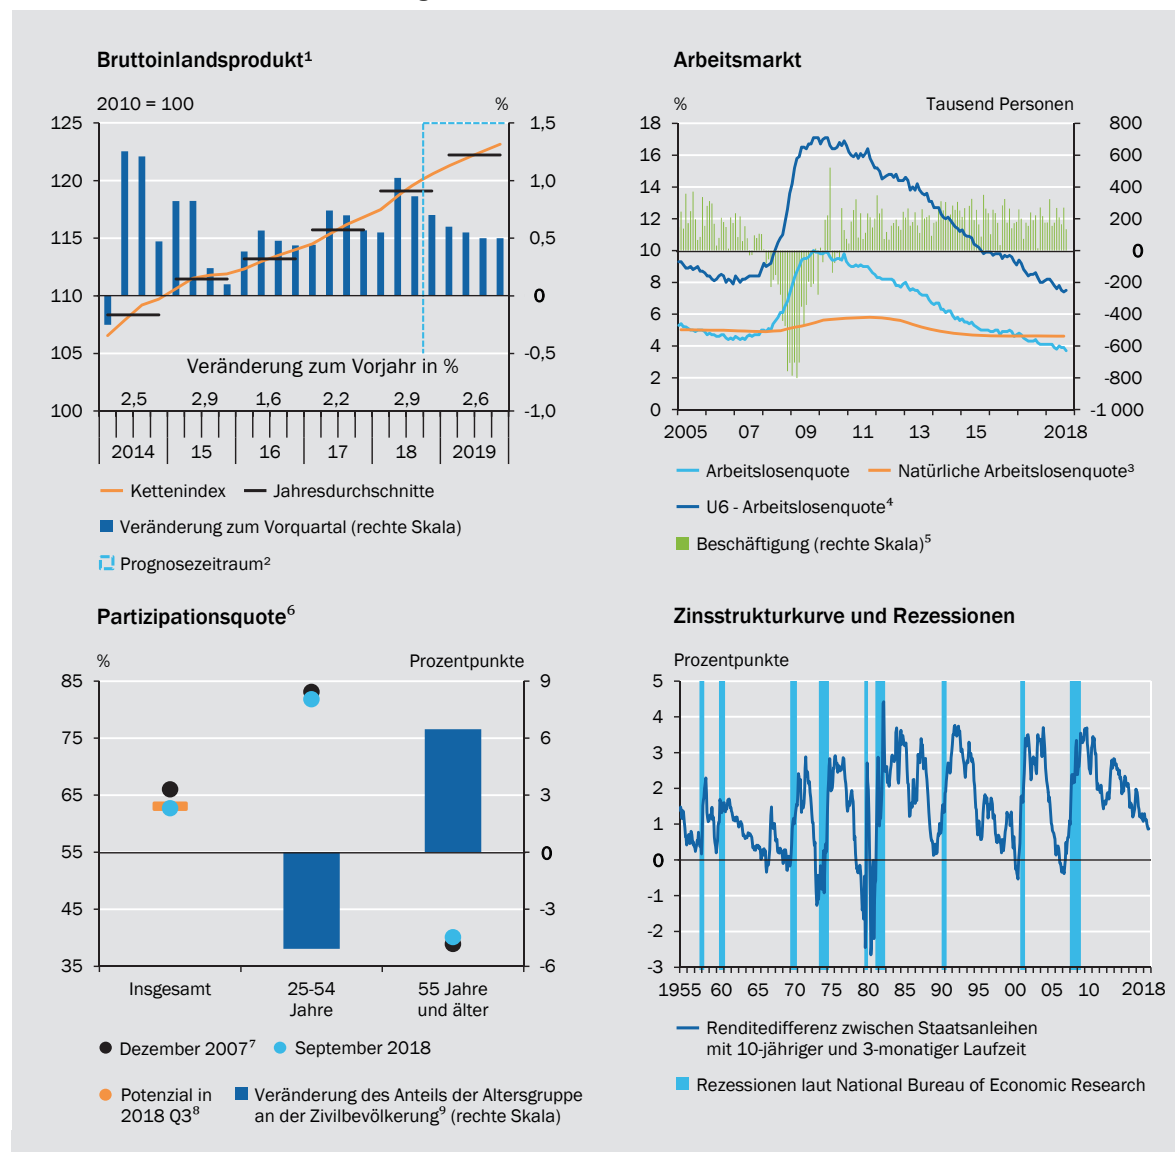 Bruttoinlandsprodukt¹
2010 = 100 %
125 1,5
120 1,0
115 0,5
110 0
105 -0,5
100 -1,0
Veränderung zum Vorjahr in %
2,5 2,9 1,6 2,2 2,9 2,6
2014 15 16 17 18 2019
Kettenindex Jahresdurchschnitte
Veränderung zum Vorquartal (rechte Skala)
Prognosezeitraum²
Arbeitsmarkt
% Tausend Personen
18 800
16 600
14 400
12 200
10 0
8 -200
6 -400
4 -600
2 -800
0 -1 000
2005 07 09 11 13 15 2018
Arbeitslosenquote Natürliche Arbeitslosenquote³
U6 - Arbeitslosenquote⁴
Beschäftigung (rechte Skala)⁵
Partizipationsquote⁶
% Prozentpunkte
85 9
75 6
65 3
55 0
45 -3
35 -6
Insgesamt 25-54 55 Jahre
Jahre und älter
Dezember 2007⁷ September 2018
Potenzial in Veränderung des Anteils der Altersgruppe
2018 Q3⁸ an der Zivilbevölkerung⁹ (rechte Skala)
Zinsstrukturkurve und Rezessionen
Prozentpunkte
5
4
3
2
1
0
-1
-2
-3
1955 60 65 70 75 80 85 90 95 00 05 10 2018
Renditedifferenz zwischen Staatsanleihen
mit 10-jähriger und 3-monatiger Laufzeit
Rezessionen laut National Bureau of Economic Research